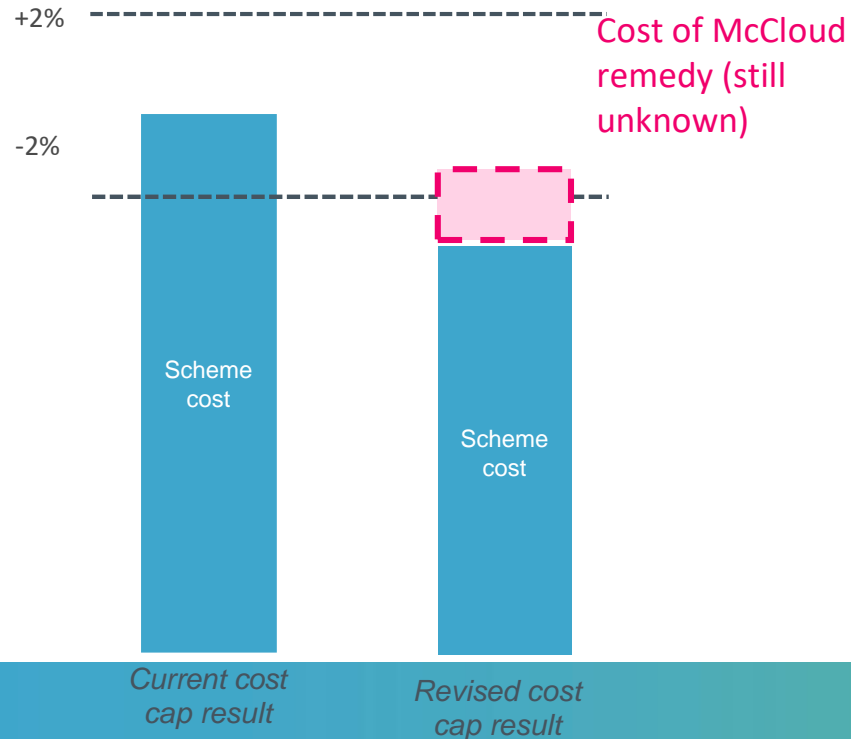 +2%
Cost of McCloud
remedy (still
unknown)
-2%
Scheme
cost
Scheme
cost
Current cost
cap result
Revised cost
cap result